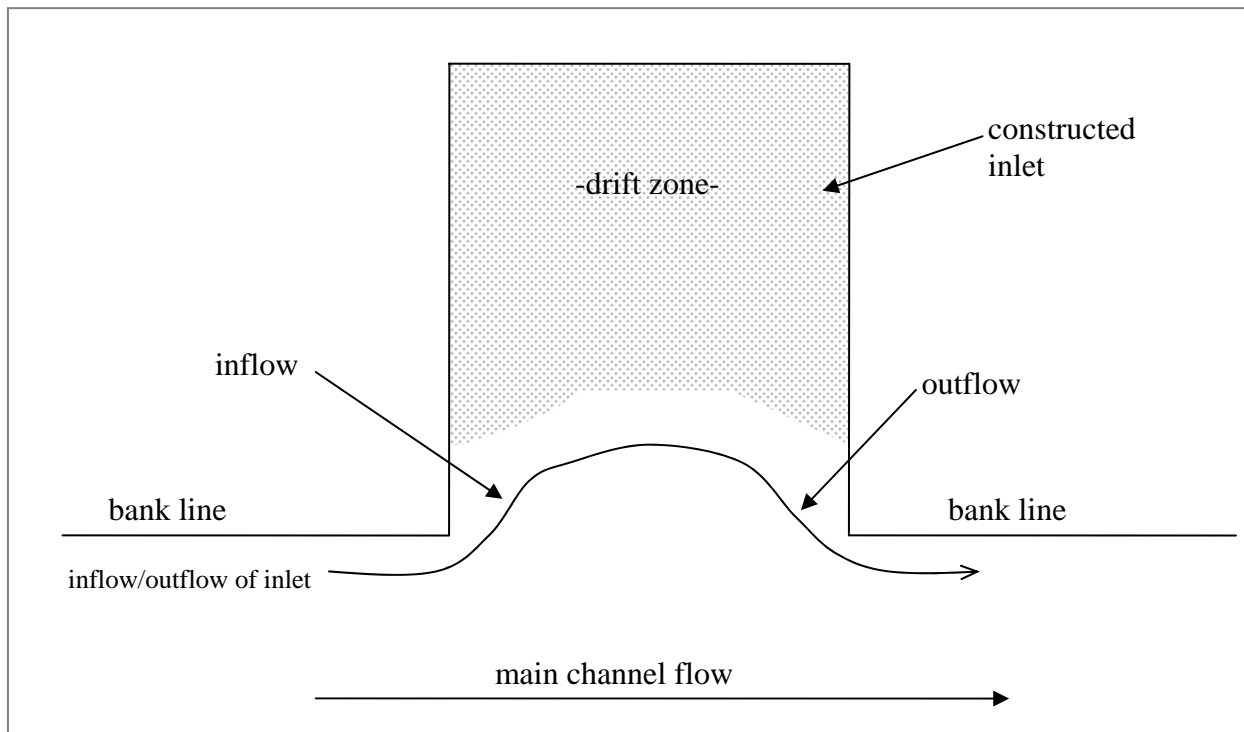 constructed
inlet
-drift zone-
inflow
outflow
bank line
bank line
inflow/outflow of inlet
main channel flow